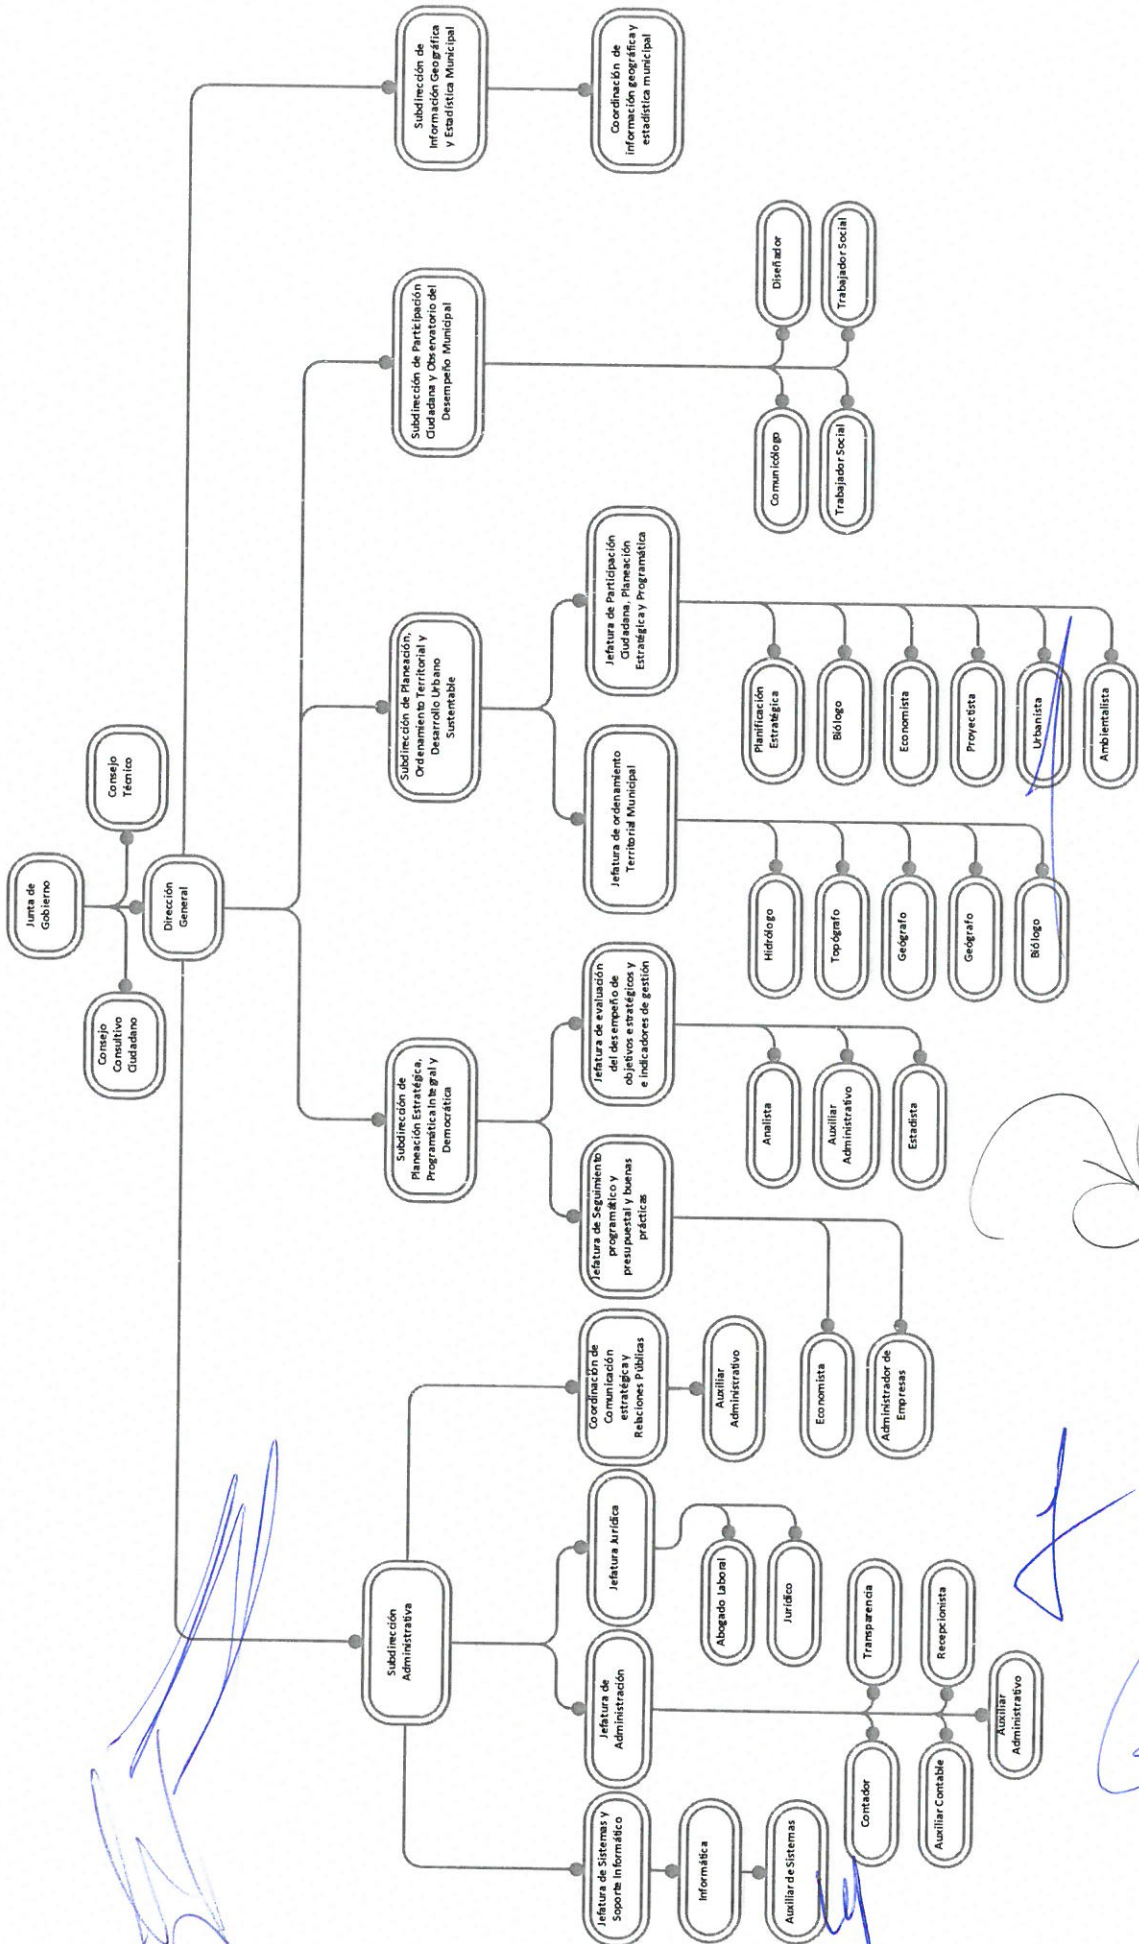 Junta de
Gobierno
Consejo
Consultivo
Ciudadano
Consejo
Técnico
Dirección
General
Subdirección
Administrativa
Subdirección de
Planeación Estratégica,
Programática Integral y
Democrática
Subdirección de Planeación,
Ordenamiento Territorial y
Desarrollo Urbano
Sustentable
Subdirección de Participación
Ciudadana y Observatorio del
Desempeño Municipal
Subdirección de
Información Geográfica
y Estadística Municipal
Jefatura de Sistemas y
Soporte Informático
Jefatura de
Administración
Jefatura Jurídica
Coordinación de
Comunicación
estratégica y
Relaciones Públicas
Jefatura de Seguimiento
programático y
presupuestal y buenas
prácticas
Jefatura de evaluación
del desempeño de
objetivos estratégicos y
e indicadores de gestión
Jefatura de ordenamiento
Territorial Municipal
Jefatura de Participación
Ciudadana, Planeación
Estratégica y Programática
Coordinación de
información geográfica y
estadística municipal
Informática
Auxiliar de Sistemas
Contador
Transparencia
Auxiliar Contable
Recepcionista
Auxiliar
Administrativo
Abogado Laboral
Jurídico
Auxiliar
Administrativo
Economista
Administrador de
Empresas
Analista
Auxiliar
Administrativo
Estadista
Hidrólogo
Topógrafo
Geógrafo
Geógrafo
Biólogo
Planificación
Estratégica
Biólogo
Economista
Proyectista
Urbanista
Ambientalista
Comunicólogo
Diseñador
Trabajador Social
Trabajador Social